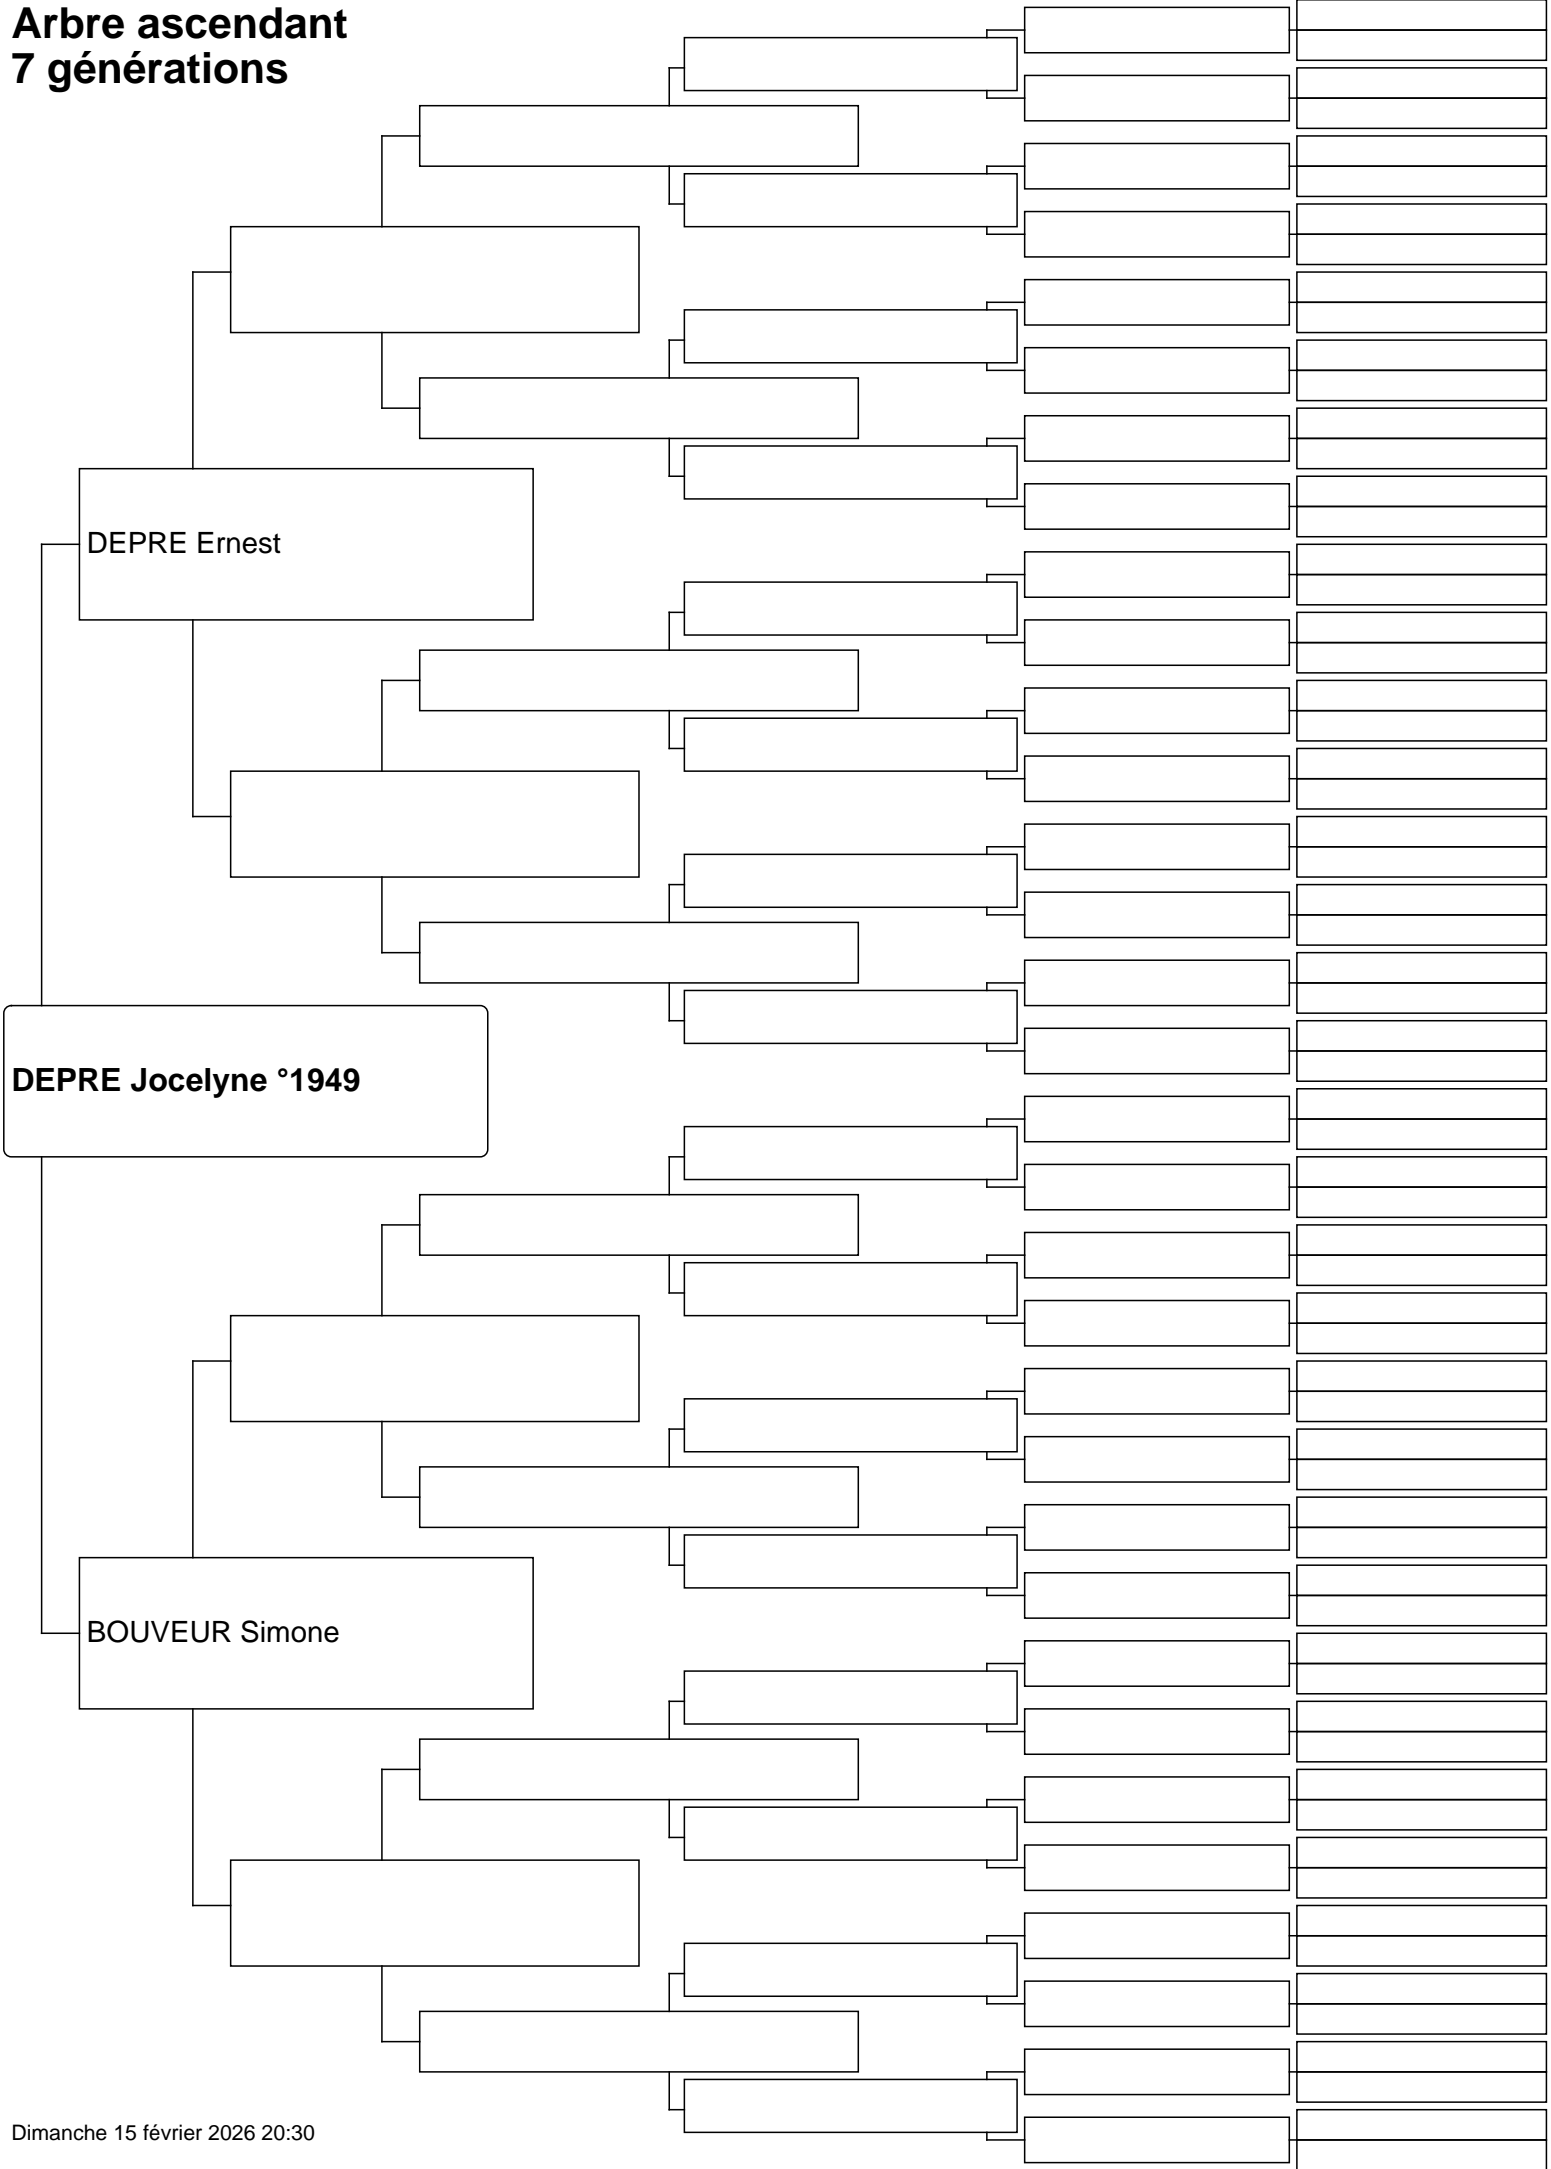 Arbre ascendant
7 générations
DEPRE Ernest
DEPRE Jocelyne °1949
BOUVEUR Simone
Dimanche 15 février 2026 20:30